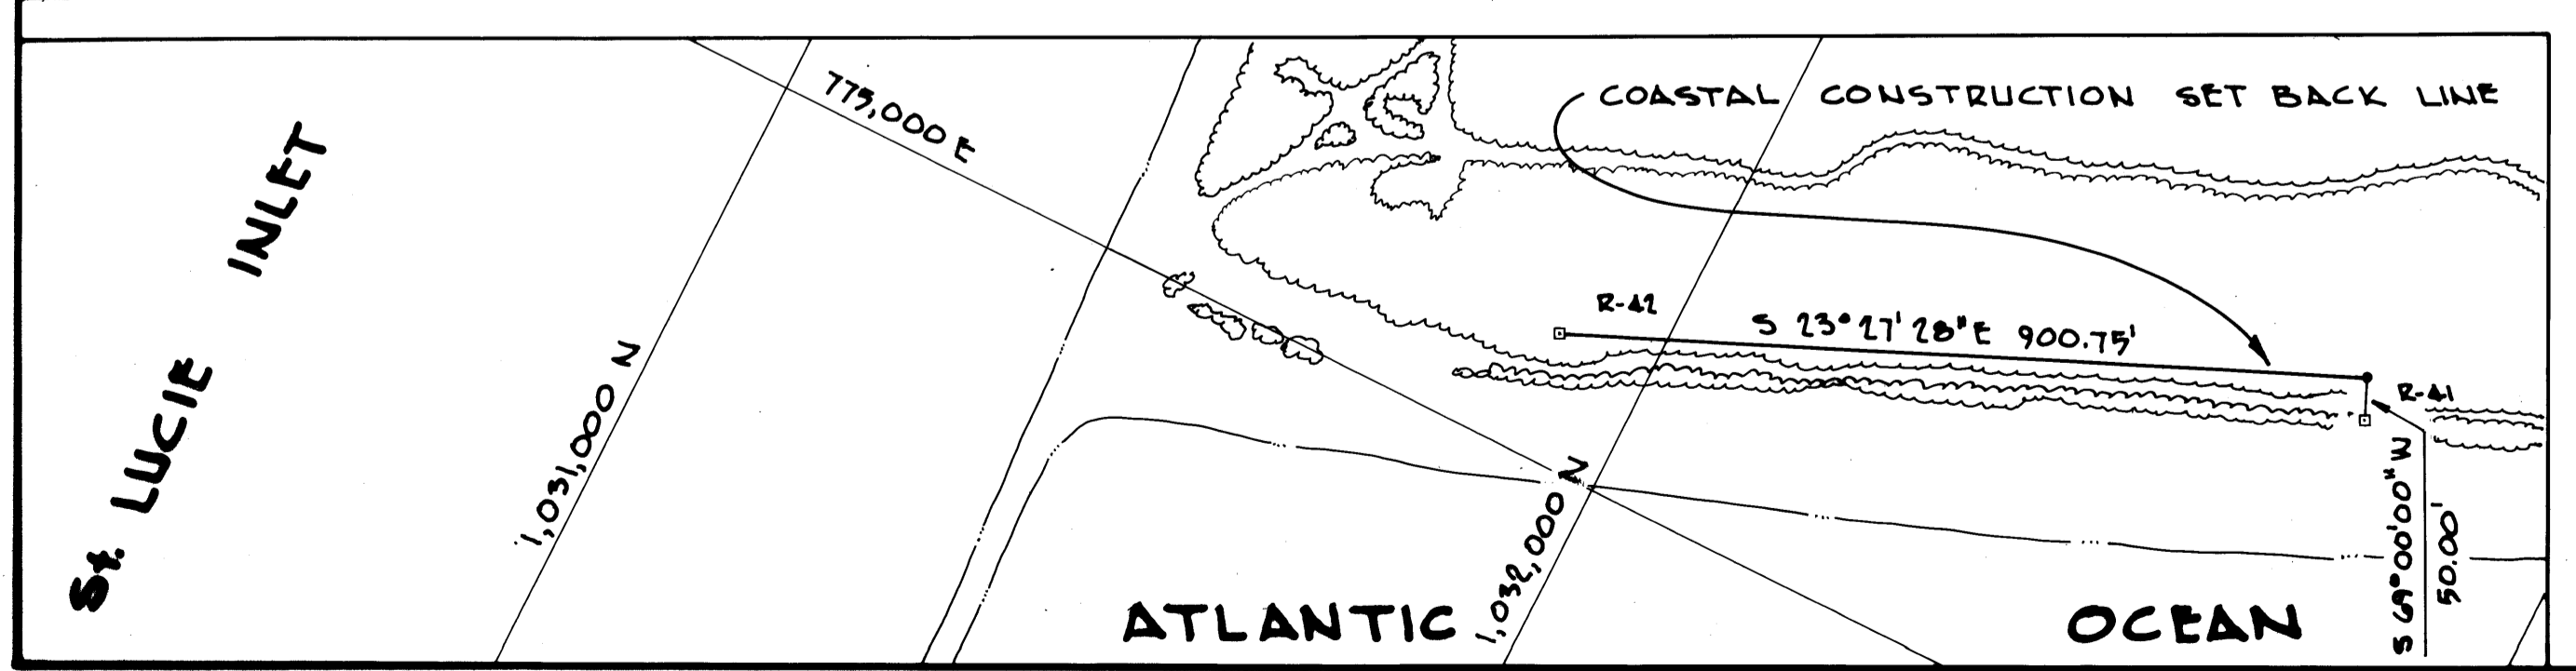 COASTAL CONSTRUCTION SET BACK LINE
775,000 E
St. LUCIE INLET
1,031,000 N
R-42
S 23° 27' 28" E 900.75'
R-41
S 69° 00' 00" W
50.00'
1,032,000 N
ATLANTIC OCEAN